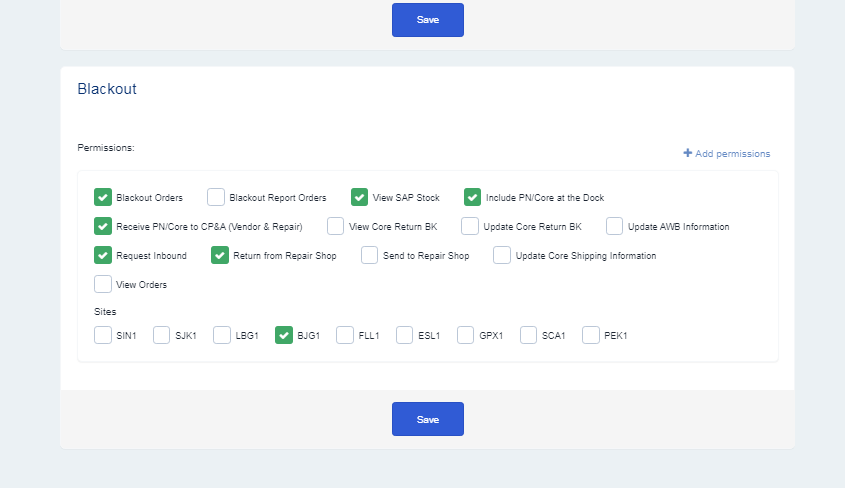 Save
Blackout
Permissions:
Add permissions
Blackout Orders Blackout Report Orders View SAP Stock Include PN/Core at the Dock
Receive PN/Core to CP&A (Vendor & Repair) View Core Return BK Update Core Return BK Update AWB Information
Request Inbound Return from Repair Shop Send to Repair Shop Update Core Shipping Information
View Orders
Sites
SIN1 SJK1 LBG1 BJG1 FLL1 ESL1 GPX1 SCA1 PEK1
Save